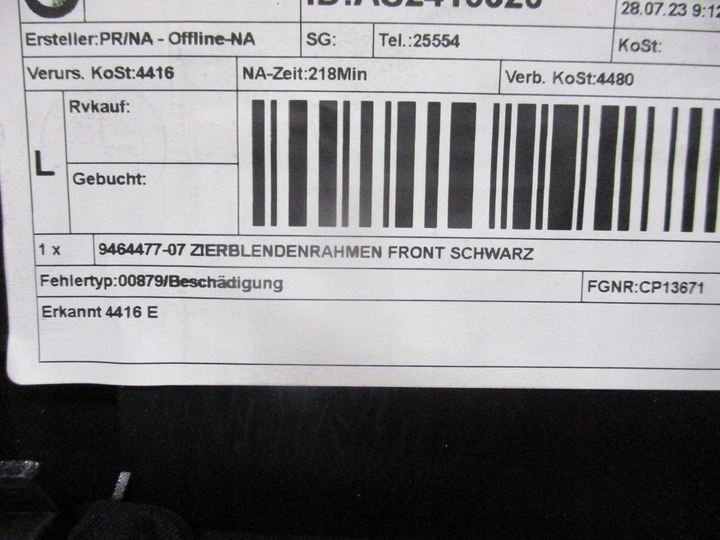 28.07.23 9:12
Ersteller:PR/NA - Offline-NA SG: Tel.:25554 KoSt:
Verurs. KoSt:4416 NA-Zeit:218Min Verb. KoSt:4480
L
Rvkauf:
Gebucht:
1 x 9464477-07 ZIERBLENDENRAHMEN FRONT SCHWARZ
Fehlertyp:00879/Beschädigung FGNR:CP13671
Erkannt 4416 E